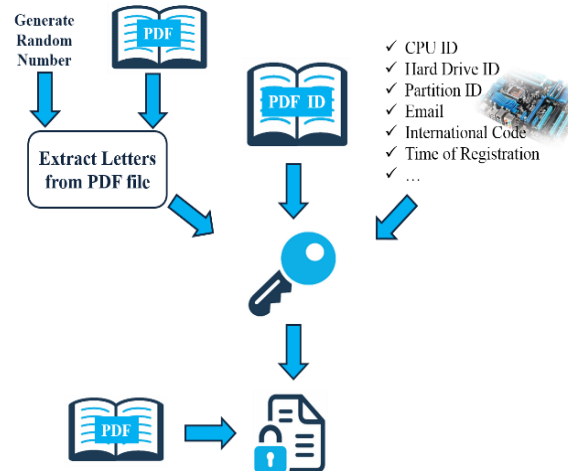 Generate
Random
Number
PDF
PDF ID
✓ CPU ID
✓ Hard Drive ID
✓ Partition ID
✓ Email
✓ International Code
✓ Time of Registration
✓ ...
Extract Letters
from PDF file
PDF